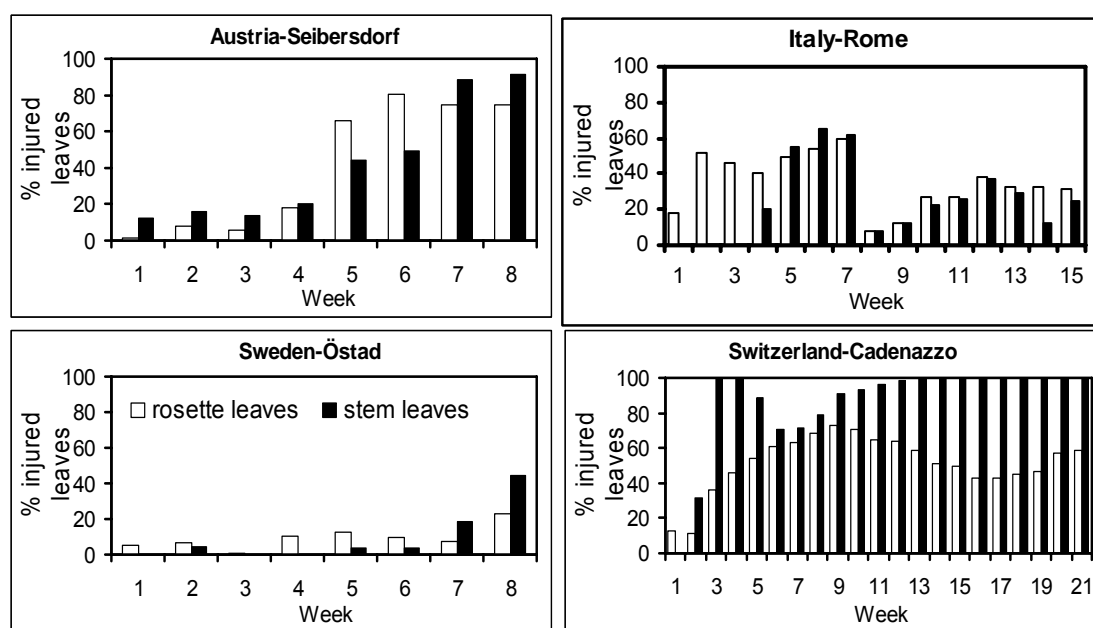 Austria-Seibersdorf
% injured
leaves
100
80
60
40
20
0
1 2 3 4 5 6 7 8
Week
Italy-Rome
% injured
leaves
100
80
60
40
20
0
1 3 5 7 9 11 13 15
Week
Sweden-Östad
rosette leaves stem leaves
% injured
leaves
100
80
60
40
20
0
1 2 3 4 5 6 7 8
Week
Switzerland-Cadenazzo
% injured
leaves
100
80
60
40
20
0
1 3 5 7 9 11 13 15 17 19 21
Week